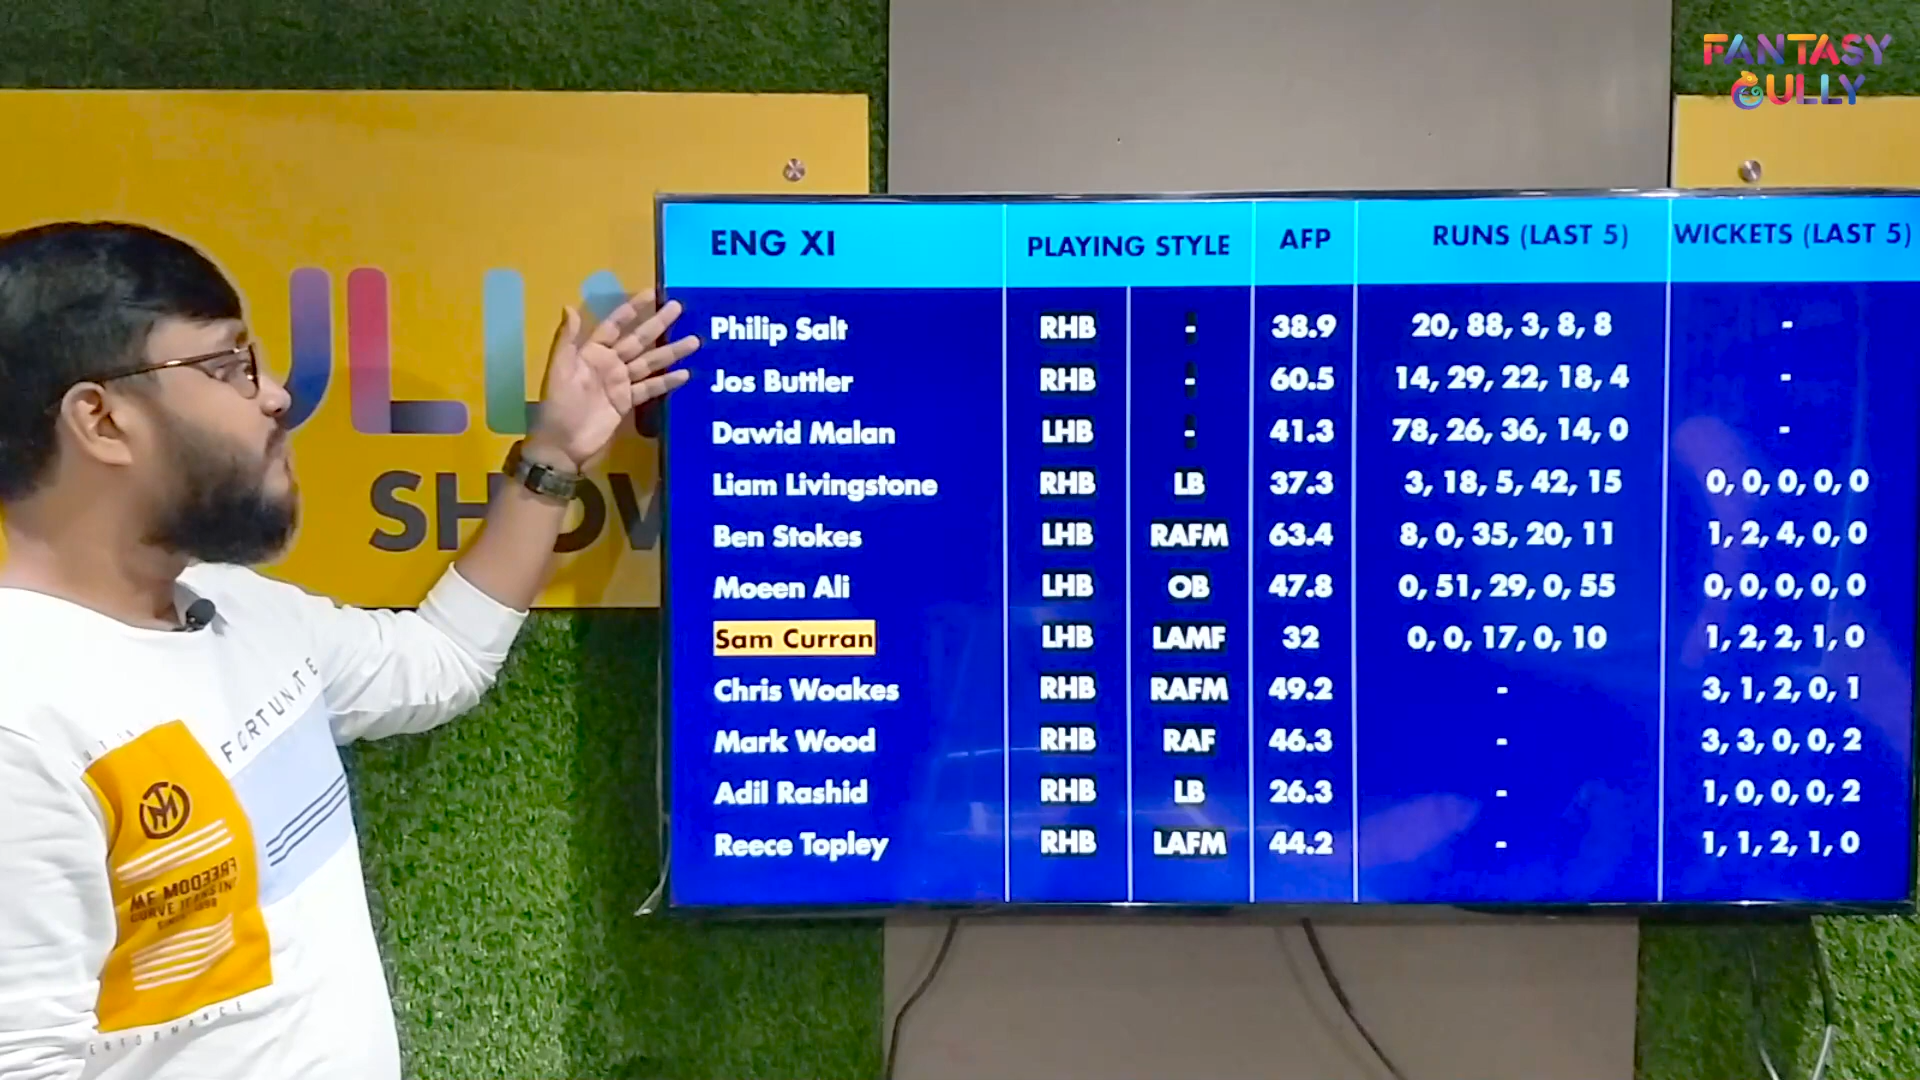 FANTASY
GULLY
ULL
SHOW
ENG XI PLAYING STYLE AFP RUNS (LAST 5) WICKETS (LAST 5)
Philip Salt RHB - 38.9 20, 88, 3, 8, 8 -
Jos Buttler RHB - 60.5 14, 29, 22, 18, 4 -
Dawid Malan LHB - 41.3 78, 26, 36, 14, 0 -
Liam Livingstone RHB LB 37.3 3, 18, 5, 42, 15 0, 0, 0, 0, 0
Ben Stokes LHB RAFM 63.4 8, 0, 35, 20, 11 1, 2, 4, 0, 0
Moeen Ali LHB OB 47.8 0, 51, 29, 0, 55 0, 0, 0, 0, 0
Sam Curran LHB LAMF 32 0, 0, 17, 0, 10 1, 2, 2, 1, 0
Chris Woakes RHB RAFM 49.2 - 3, 1, 2, 0, 1
Mark Wood RHB RAF 46.3 - 3, 3, 0, 0, 2
Adil Rashid RHB LB 26.3 - 1, 0, 0, 0, 2
Reece Topley RHB LAFM 44.2 - 1, 1, 2, 1, 0
FORTUNATE
FREEDOM